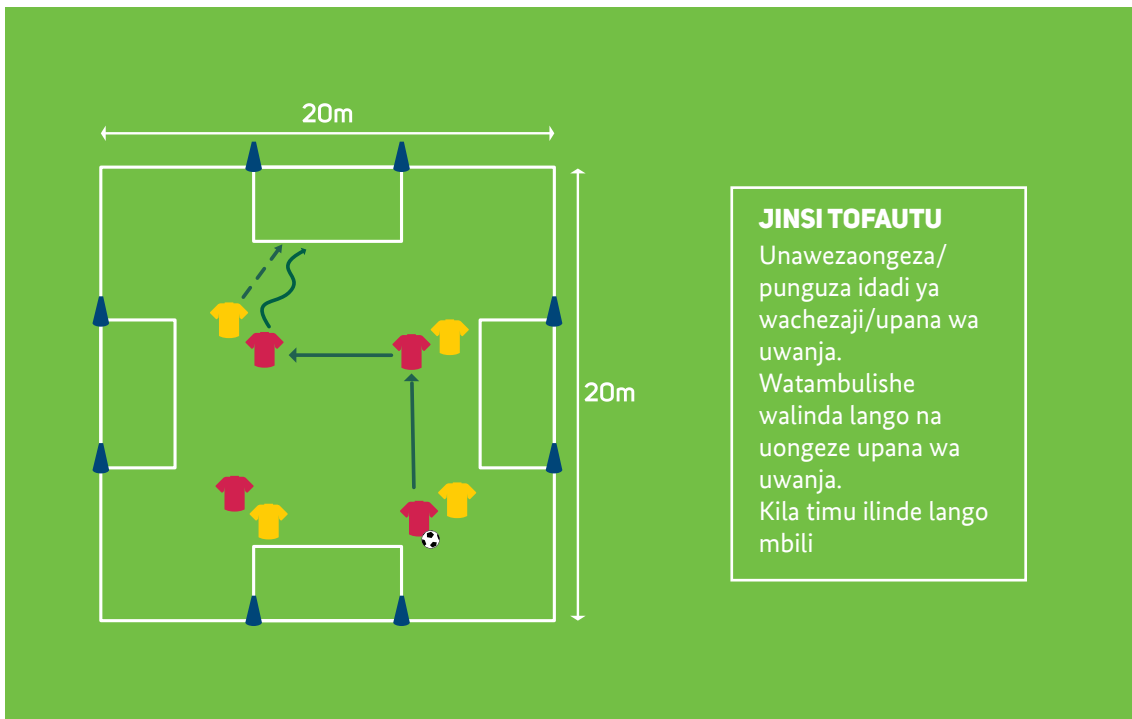 20m
20m
JINSI TOFAUTU
Unawezaongeza/
punguza idadi ya
wachezaji/upana wa
uwanja.
Watambulishe
walinda lango na
uongeze upana wa
uwanja.
Kila timu ilinde lango
mbili